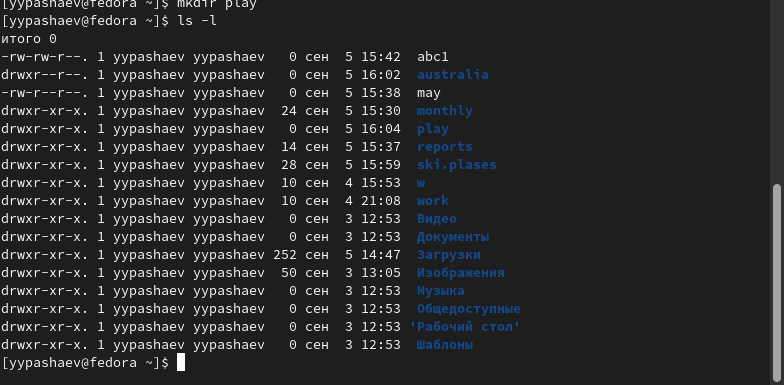 [yypashaev@fedora ~]$ mkdir play
[yypashaev@fedora ~]$ ls -l
итого 0
-rw-rw-r--. 1 yypashaev yypashaev   0 сен  5 15:42  abc1
drwxr--r--. 1 yypashaev yypashaev   0 сен  5 16:02  australia
-rw-r--r--. 1 yypashaev yypashaev   0 сен  5 15:38  may
drwxr-xr-x. 1 yypashaev yypashaev  24 сен  5 15:30  monthly
drwxr-xr-x. 1 yypashaev yypashaev   0 сен  5 16:04  play
drwxr-xr-x. 1 yypashaev yypashaev  14 сен  5 15:37  reports
drwxr-xr-x. 1 yypashaev yypashaev  28 сен  5 15:59  ski.plases
drwxr-xr-x. 1 yypashaev yypashaev  10 сен  4 15:53  w
drwxr-xr-x. 1 yypashaev yypashaev  10 сен  4 21:08  work
drwxr-xr-x. 1 yypashaev yypashaev   0 сен  3 12:53  Видео
drwxr-xr-x. 1 yypashaev yypashaev   0 сен  3 12:53  Документы
drwxr-xr-x. 1 yypashaev yypashaev 252 сен  5 14:47  Загрузки
drwxr-xr-x. 1 yypashaev yypashaev  50 сен  3 13:05  Изображения
drwxr-xr-x. 1 yypashaev yypashaev   0 сен  3 12:53  Музыка
drwxr-xr-x. 1 yypashaev yypashaev   0 сен  3 12:53  Общедоступные
drwxr-xr-x. 1 yypashaev yypashaev   0 сен  3 12:53 'Рабочий стол'
drwxr-xr-x. 1 yypashaev yypashaev   0 сен  3 12:53  Шаблоны
[yypashaev@fedora ~]$